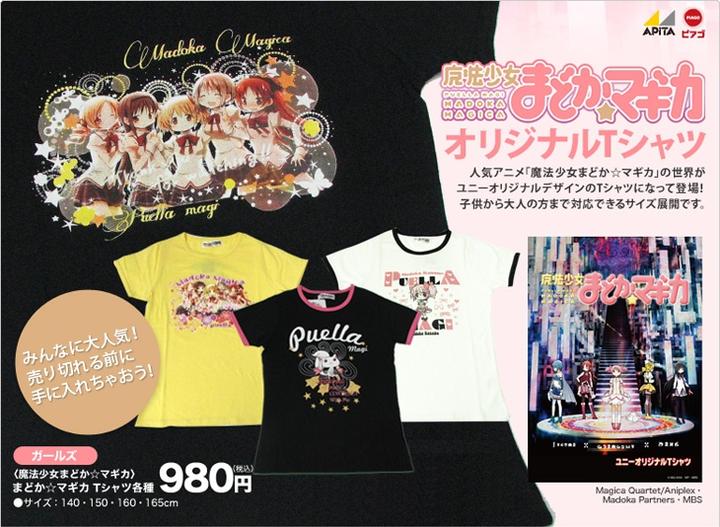 APiTA
PIAGO
ピアゴ
Madoka Magica
Puella magi
魔法少女
まどか☆マギカ
PUELLA MAGI
MADOKA
MAGICA
オリジナルTシャツ
人気アニメ「魔法少女まどか☆マギカ」の世界が
ユニーオリジナルデザインのTシャツになって登場!
子供から大人の方まで対応できるサイズ展開です。
みんなに大人気!
売り切れる前に
手に入れちゃおう!
MADOKA MAGICA
Puella
Magi
PUELLA
MAGI
魔法少女
まどか☆マギカ
ユニーオリジナルTシャツ
Magica Quartet/Aniplex・
Madoka Partners・MBS
ガールズ
〈魔法少女まどか☆マギカ〉
まどか☆マギカ Tシャツ各種 980円(税込)
●サイズ:140・150・160・165cm